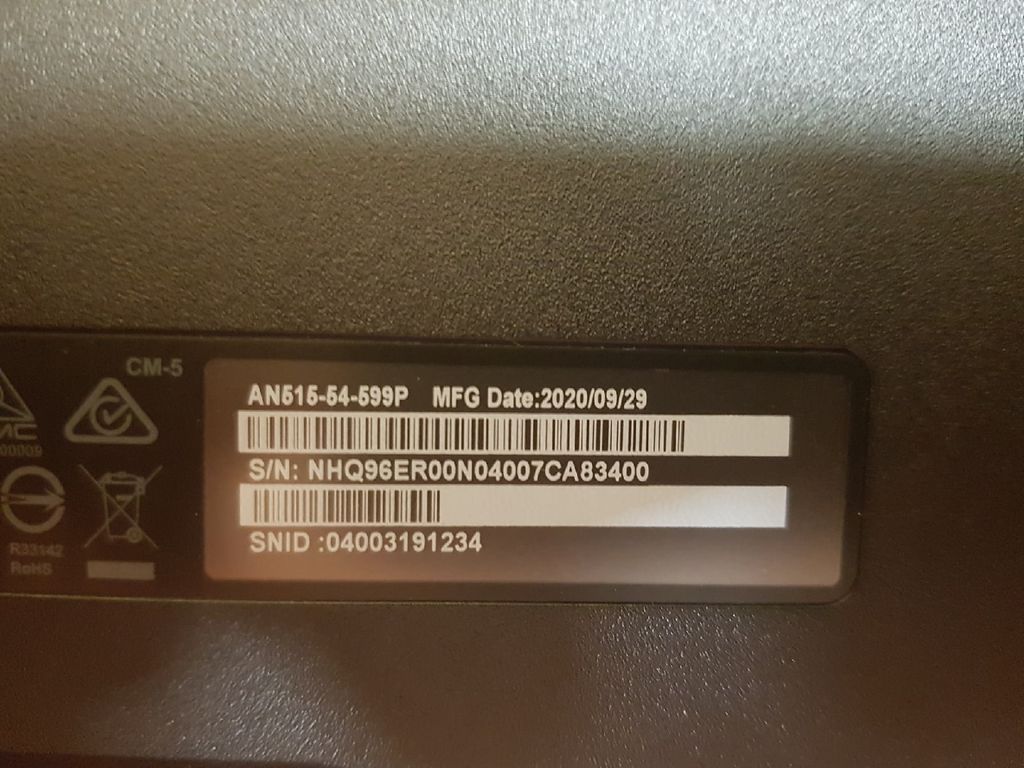 CM-5
AN515-54-599P MFG Date:2020/09/29
S/N: NHQ96ER00N04007CA83400
SNID :04003191234
R33142
RoHS